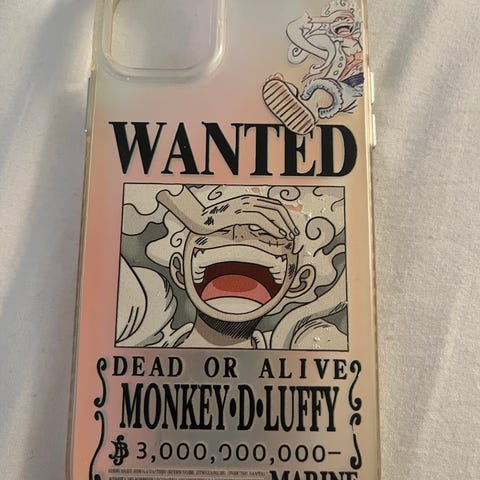 WANTED
DEAD OR ALIVE
MONKEY•D•LUFFY
฿ 3,000,000,000-
MARINE